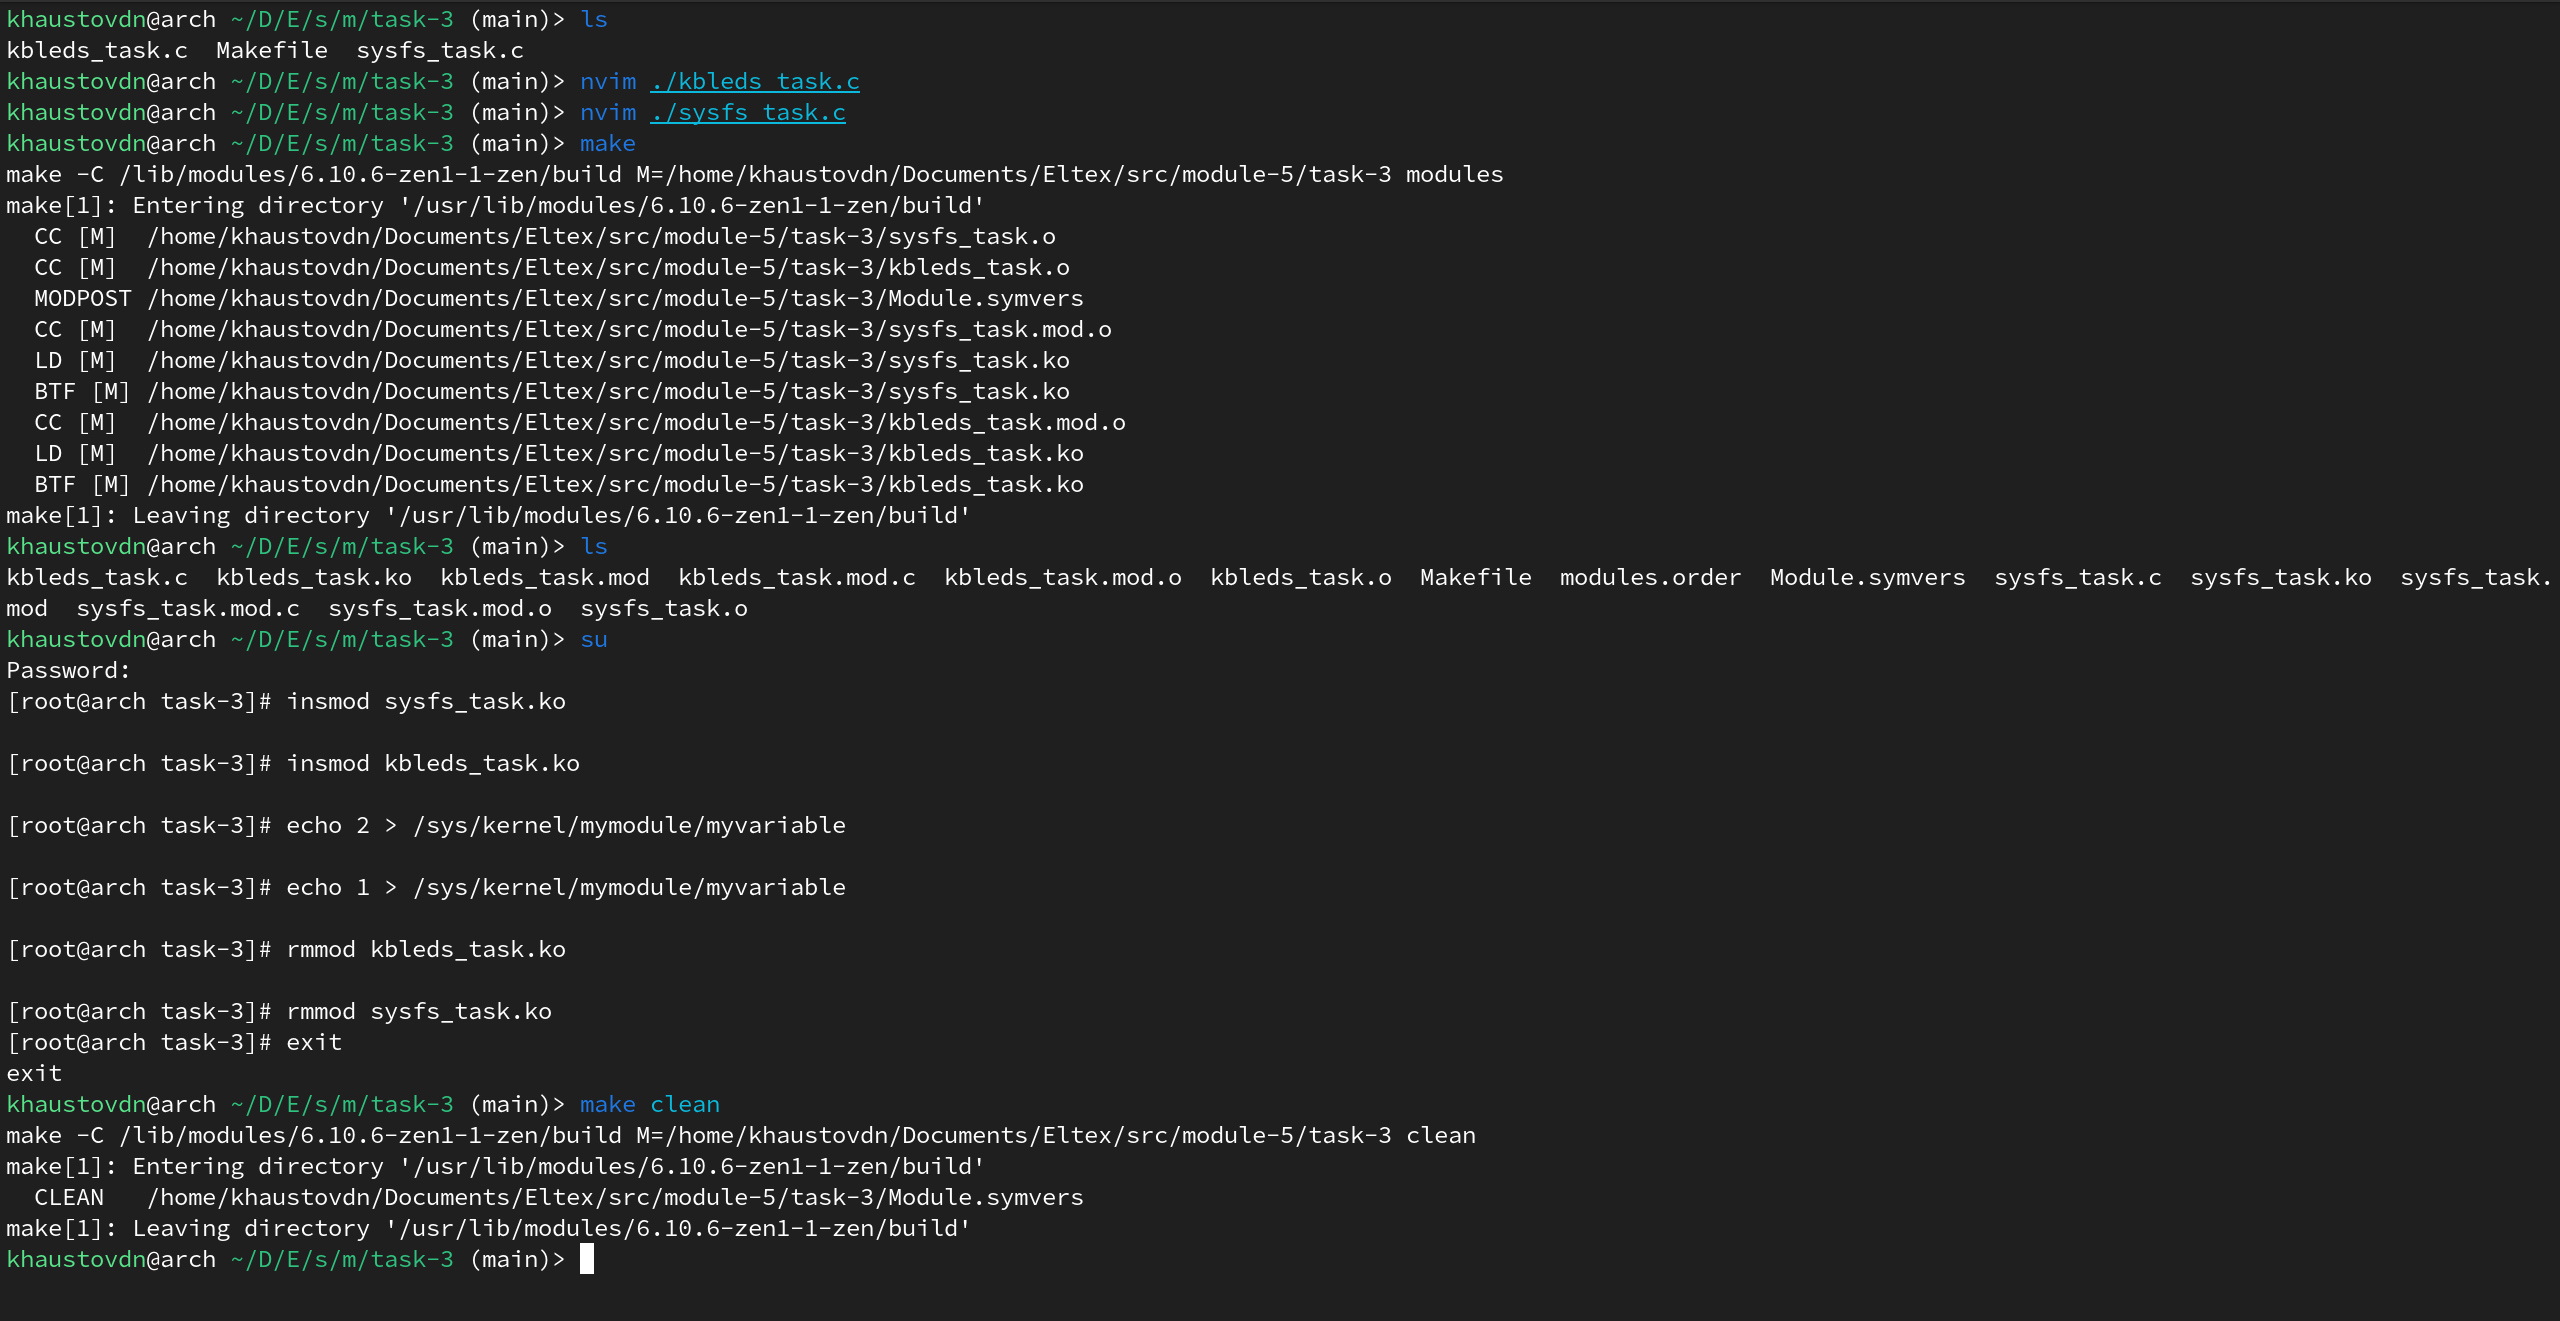 khaustovdn@arch ~/D/E/s/m/task-3 (main)> ls
kbleds_task.c  Makefile  sysfs_task.c
khaustovdn@arch ~/D/E/s/m/task-3 (main)> nvim ./kbleds_task.c
khaustovdn@arch ~/D/E/s/m/task-3 (main)> nvim ./sysfs_task.c
khaustovdn@arch ~/D/E/s/m/task-3 (main)> make
make -C /lib/modules/6.10.6-zen1-1-zen/build M=/home/khaustovdn/Documents/Eltex/src/module-5/task-3 modules
make[1]: Entering directory '/usr/lib/modules/6.10.6-zen1-1-zen/build'
  CC [M]  /home/khaustovdn/Documents/Eltex/src/module-5/task-3/sysfs_task.o
  CC [M]  /home/khaustovdn/Documents/Eltex/src/module-5/task-3/kbleds_task.o
  MODPOST /home/khaustovdn/Documents/Eltex/src/module-5/task-3/Module.symvers
  CC [M]  /home/khaustovdn/Documents/Eltex/src/module-5/task-3/sysfs_task.mod.o
  LD [M]  /home/khaustovdn/Documents/Eltex/src/module-5/task-3/sysfs_task.ko
  BTF [M] /home/khaustovdn/Documents/Eltex/src/module-5/task-3/sysfs_task.ko
  CC [M]  /home/khaustovdn/Documents/Eltex/src/module-5/task-3/kbleds_task.mod.o
  LD [M]  /home/khaustovdn/Documents/Eltex/src/module-5/task-3/kbleds_task.ko
  BTF [M] /home/khaustovdn/Documents/Eltex/src/module-5/task-3/kbleds_task.ko
make[1]: Leaving directory '/usr/lib/modules/6.10.6-zen1-1-zen/build'
khaustovdn@arch ~/D/E/s/m/task-3 (main)> ls
kbleds_task.c  kbleds_task.ko  kbleds_task.mod  kbleds_task.mod.c  kbleds_task.mod.o  kbleds_task.o  Makefile  modules.order  Module.symvers  sysfs_task.c  sysfs_task.ko  sysfs_task.
mod  sysfs_task.mod.c  sysfs_task.mod.o  sysfs_task.o
khaustovdn@arch ~/D/E/s/m/task-3 (main)> su
Password:
[root@arch task-3]# insmod sysfs_task.ko
[root@arch task-3]# insmod kbleds_task.ko
[root@arch task-3]# echo 2 > /sys/kernel/mymodule/myvariable
[root@arch task-3]# echo 1 > /sys/kernel/mymodule/myvariable
[root@arch task-3]# rmmod kbleds_task.ko
[root@arch task-3]# rmmod sysfs_task.ko
[root@arch task-3]# exit
exit
khaustovdn@arch ~/D/E/s/m/task-3 (main)> make clean
make -C /lib/modules/6.10.6-zen1-1-zen/build M=/home/khaustovdn/Documents/Eltex/src/module-5/task-3 clean
make[1]: Entering directory '/usr/lib/modules/6.10.6-zen1-1-zen/build'
  CLEAN   /home/khaustovdn/Documents/Eltex/src/module-5/task-3/Module.symvers
make[1]: Leaving directory '/usr/lib/modules/6.10.6-zen1-1-zen/build'
khaustovdn@arch ~/D/E/s/m/task-3 (main)>